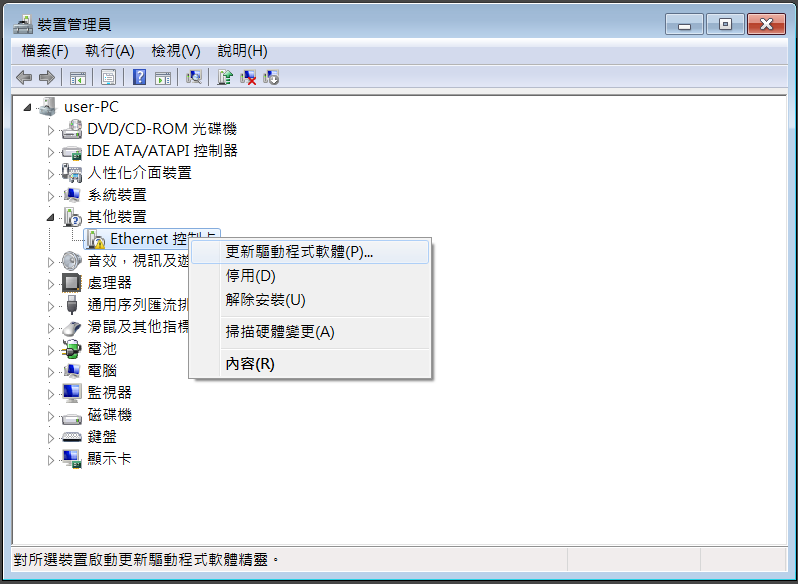 裝置管理員
檔案(F) 執行(A) 檢視(V) 說明(H)
user-PC
DVD/CD-ROM 光碟機
IDE ATA/ATAPI 控制器
人性化介面裝置
系統裝置
其他裝置
Ethernet 控制卡
音效，視訊及遊
處理器
通用序列匯流排
滑鼠及其他指標
電池
電腦
監視器
磁碟機
鍵盤
顯示卡
更新驅動程式軟體(P)...
停用(D)
解除安裝(U)
掃描硬體變更(A)
內容(R)
對所選裝置啟動更新驅動程式軟體精靈。